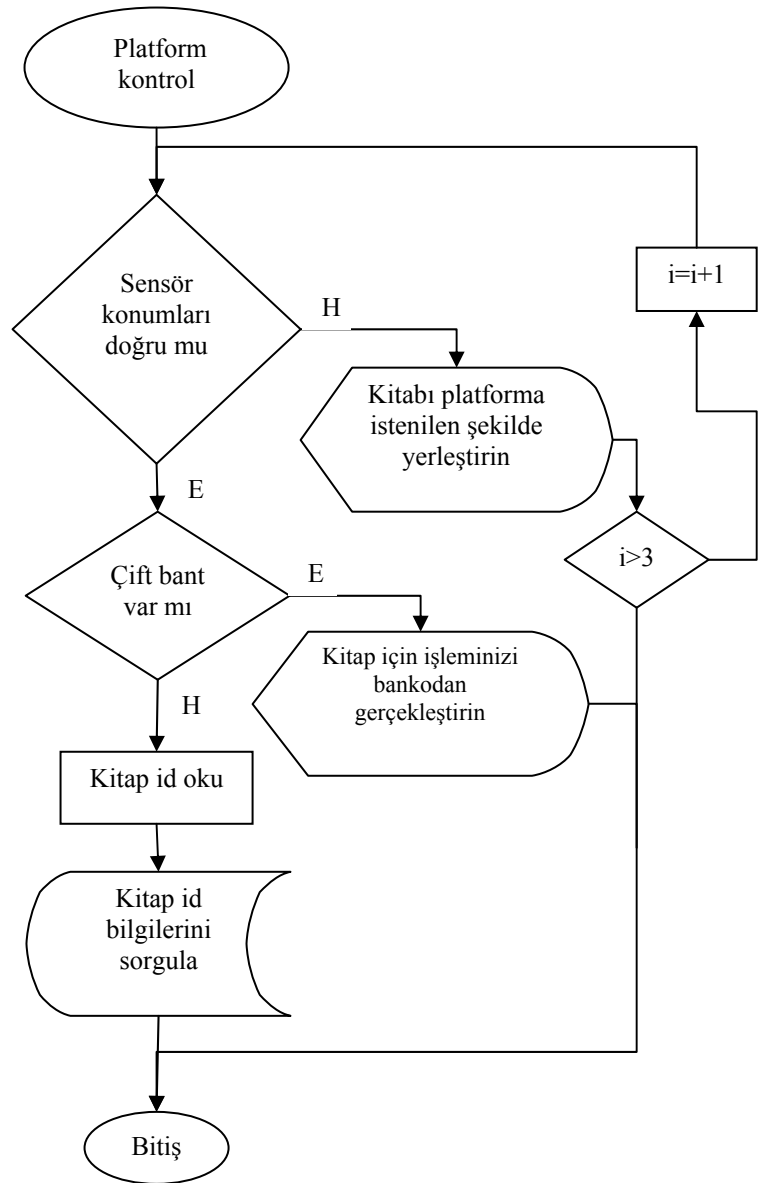 Platform
kontrol
i=i+1
Sensör
konumları
doğru mu
H
Kitabı platforma
istenilen şekilde
yerleştirin
E
i>3
Çift bant
var mı
E
Kitap için işleminizi
bankodan
gerçekleştirin
H
Kitap id oku
Kitap id
bilgilerini
sorgula
Bitiş